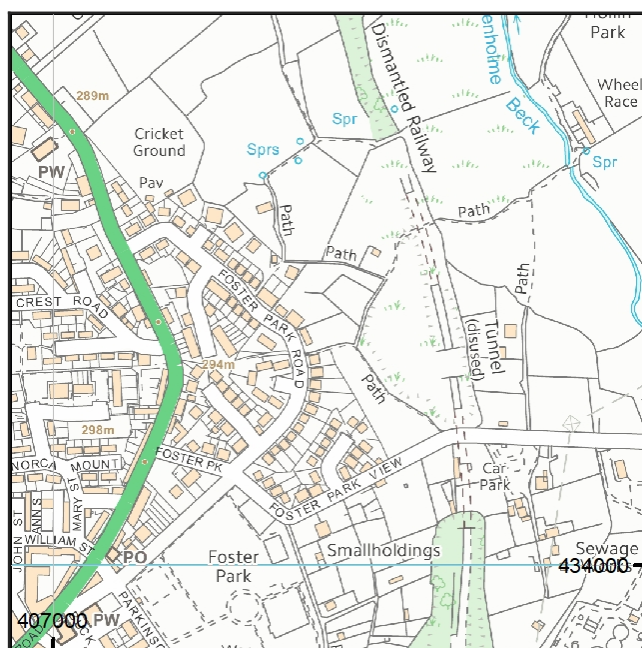 Park
Wheel
Race
enholme
Beck
Dismantled Railway
289m
Cricket
Ground
Spr
Sprs
Spr
PW
Pav
Path
Path
Path
Path
CREST ROAD
FOSTER PARK ROAD
Tunnel
(disused)
294m
Path
298m
NORCA MOUNT
FOSTER PK
FOSTER PARK VIEW
Car
Park
JOHN ST
ANN S
MARY ST
WILLIAM ST
PO
Foster
Park
Smallholdings
Sewage
434000
407000
ROAD
PW
PARKINSO